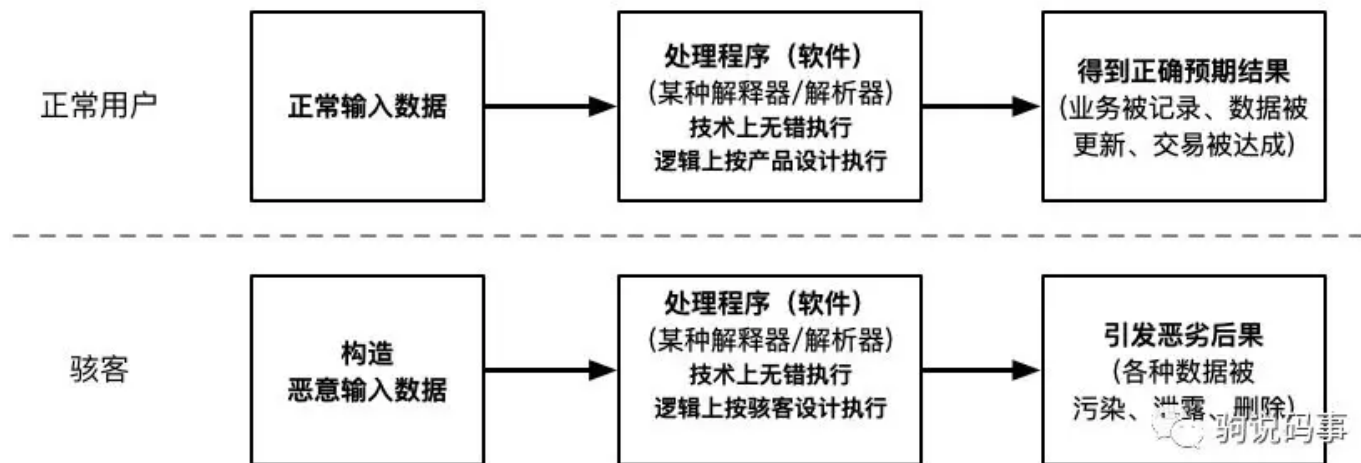 正常用户
正常输入数据
处理程序（软件）
(某种解释器/解析器)
技术上无错执行
逻辑上按产品设计执行
得到正确预期结果
(业务被记录、数据被
更新、交易被达成)
骇客
构造
恶意输入数据
处理程序（软件）
(某种解释器/解析器)
技术上无错执行
逻辑上按骇客设计执行
引发恶劣后果
(各种数据被
污染、泄露、删除)
驹说码事